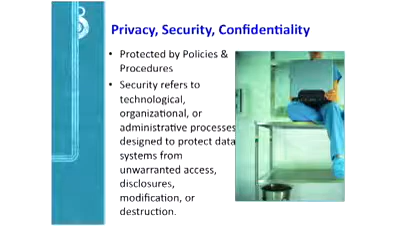 Privacy, Security, Confidentiality
• Protected by Policies &
Procedures
• Security refers to
technological,
organizational, or
administrative processes
designed to protect data
systems from
unwarranted access,
disclosures,
modification, or
destruction.